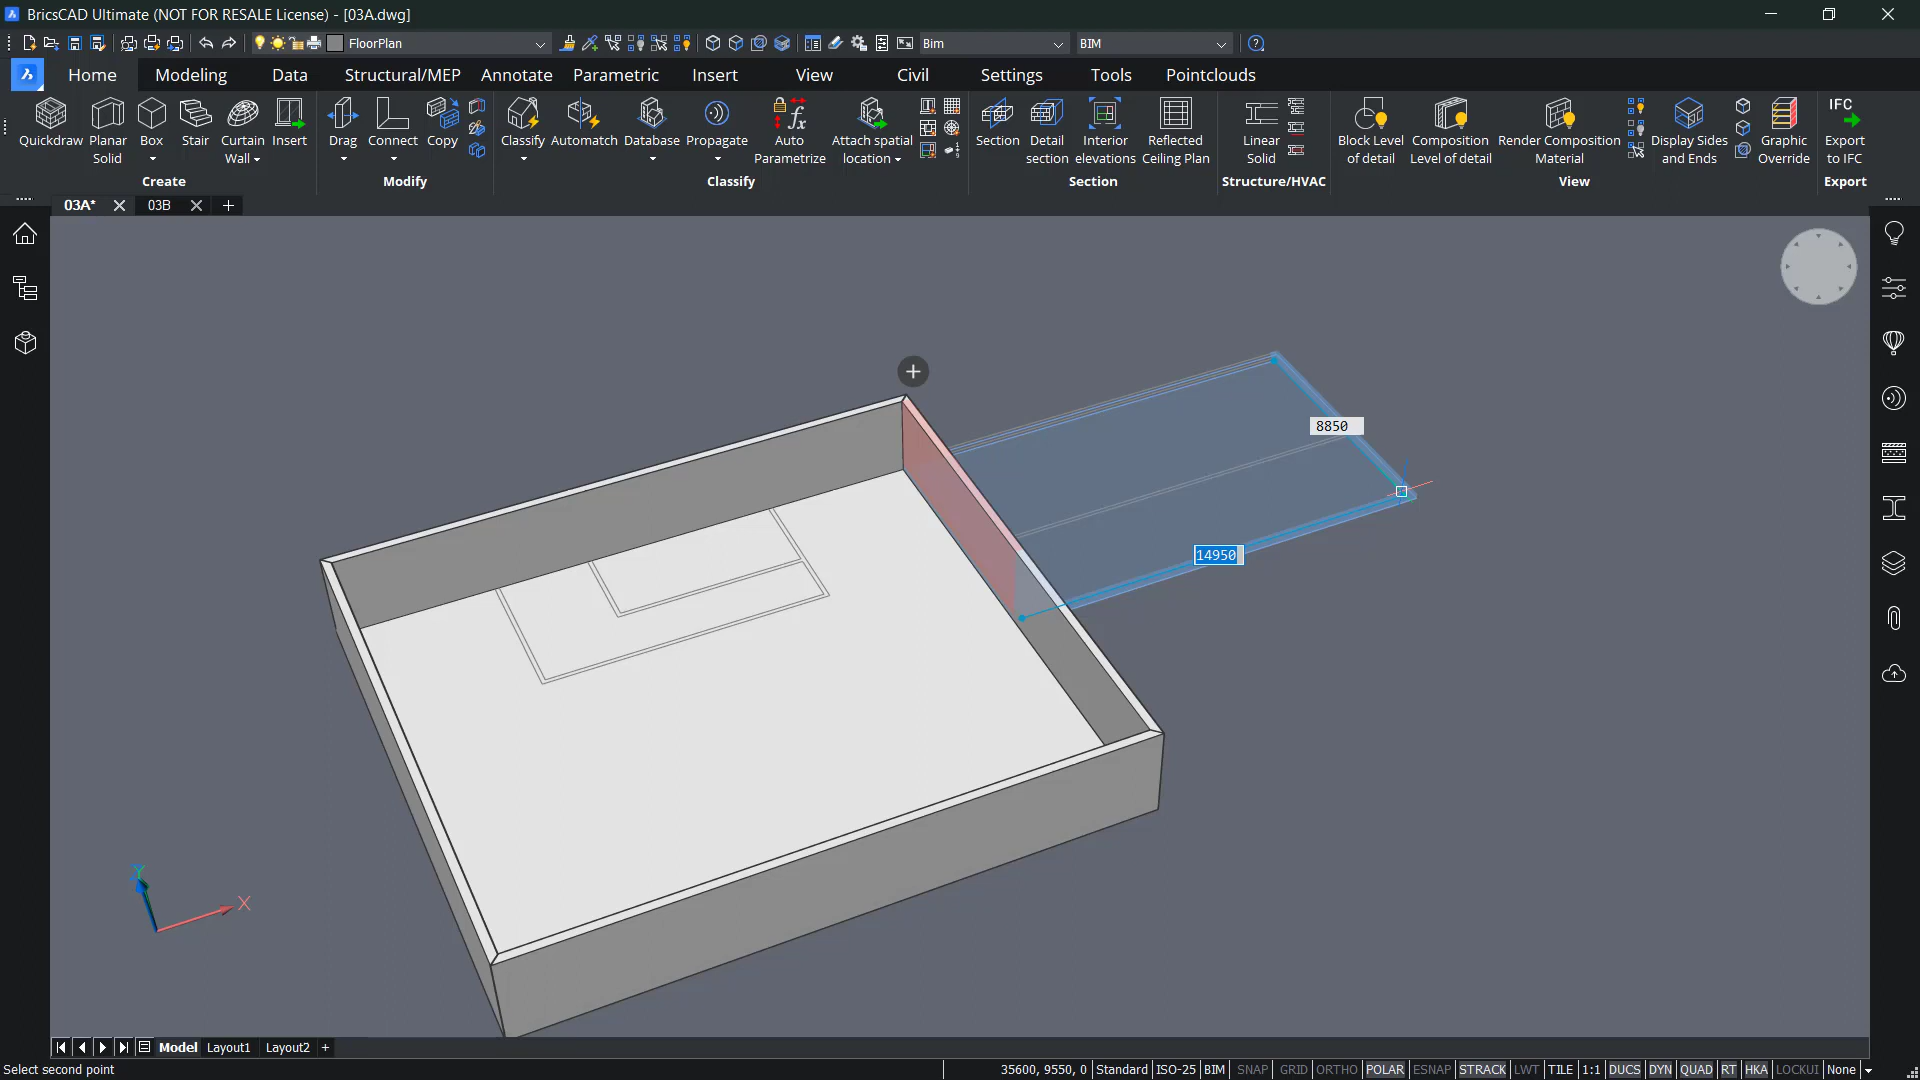 BricsCAD Ultimate (NOT FOR RESALE License) - [03A.dwg]
FloorPlan
Bim
BIM
Home Modeling Data Structural/MEP Annotate Parametric Insert View Civil Settings Tools Pointclouds
Quickdraw
Planar
Solid
Box
Stair
Curtain
Wall
Insert
Create
Drag
Connect
Copy
Modify
Classify
Automatch
Database
Propagate
Auto
Parametrize
Attach spatial
location
Classify
Section
Detail
section
Interior
elevations
Reflected
Ceiling Plan
Section
Linear
Solid
Structure/HVAC
Block Level
of detail
Composition
Level of detail
Render Composition
Material
Display Sides
and Ends
Graphic
Override
View
IFC
Export
to IFC
Export
03A*
03B
8850
14950
Y
X
Model Layout1 Layout2
Select second point
35600, 9550, 0 Standard ISO-25 BIM SNAP GRID ORTHO POLAR ESNAP STRACK LWT TILE 1:1 DUCS DYN QUAD RT HKA LOCKUI None